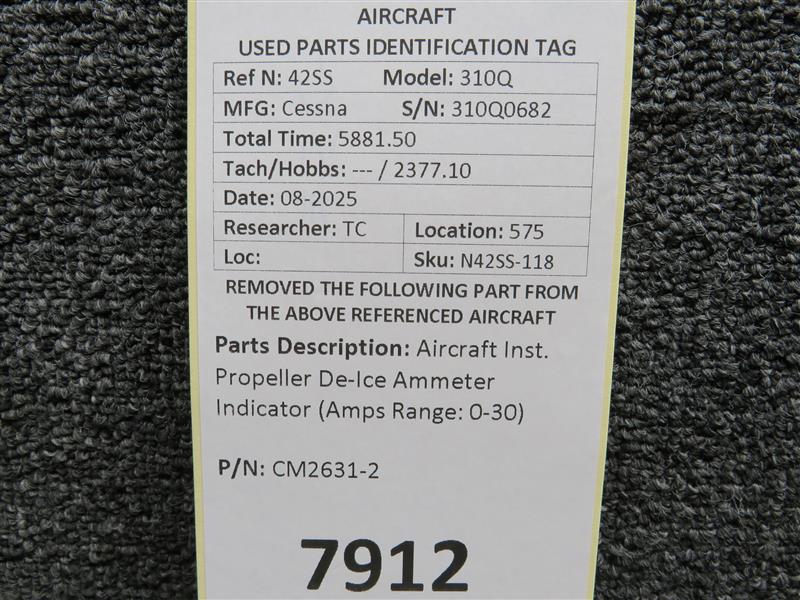 AIRCRAFT
USED PARTS IDENTIFICATION TAG
Ref N: 42SS Model: 310Q
MFG: Cessna S/N: 310Q0682
Total Time: 5881.50
Tach/Hobbs: --- / 2377.10
Date: 08-2025
Researcher: TC Location: 575
Loc: Sku: N42SS-118
REMOVED THE FOLLOWING PART FROM
THE ABOVE REFERENCED AIRCRAFT
Parts Description: Aircraft Inst.
Propeller De-Ice Ammeter
Indicator (Amps Range: 0-30)
P/N: CM2631-2
7912